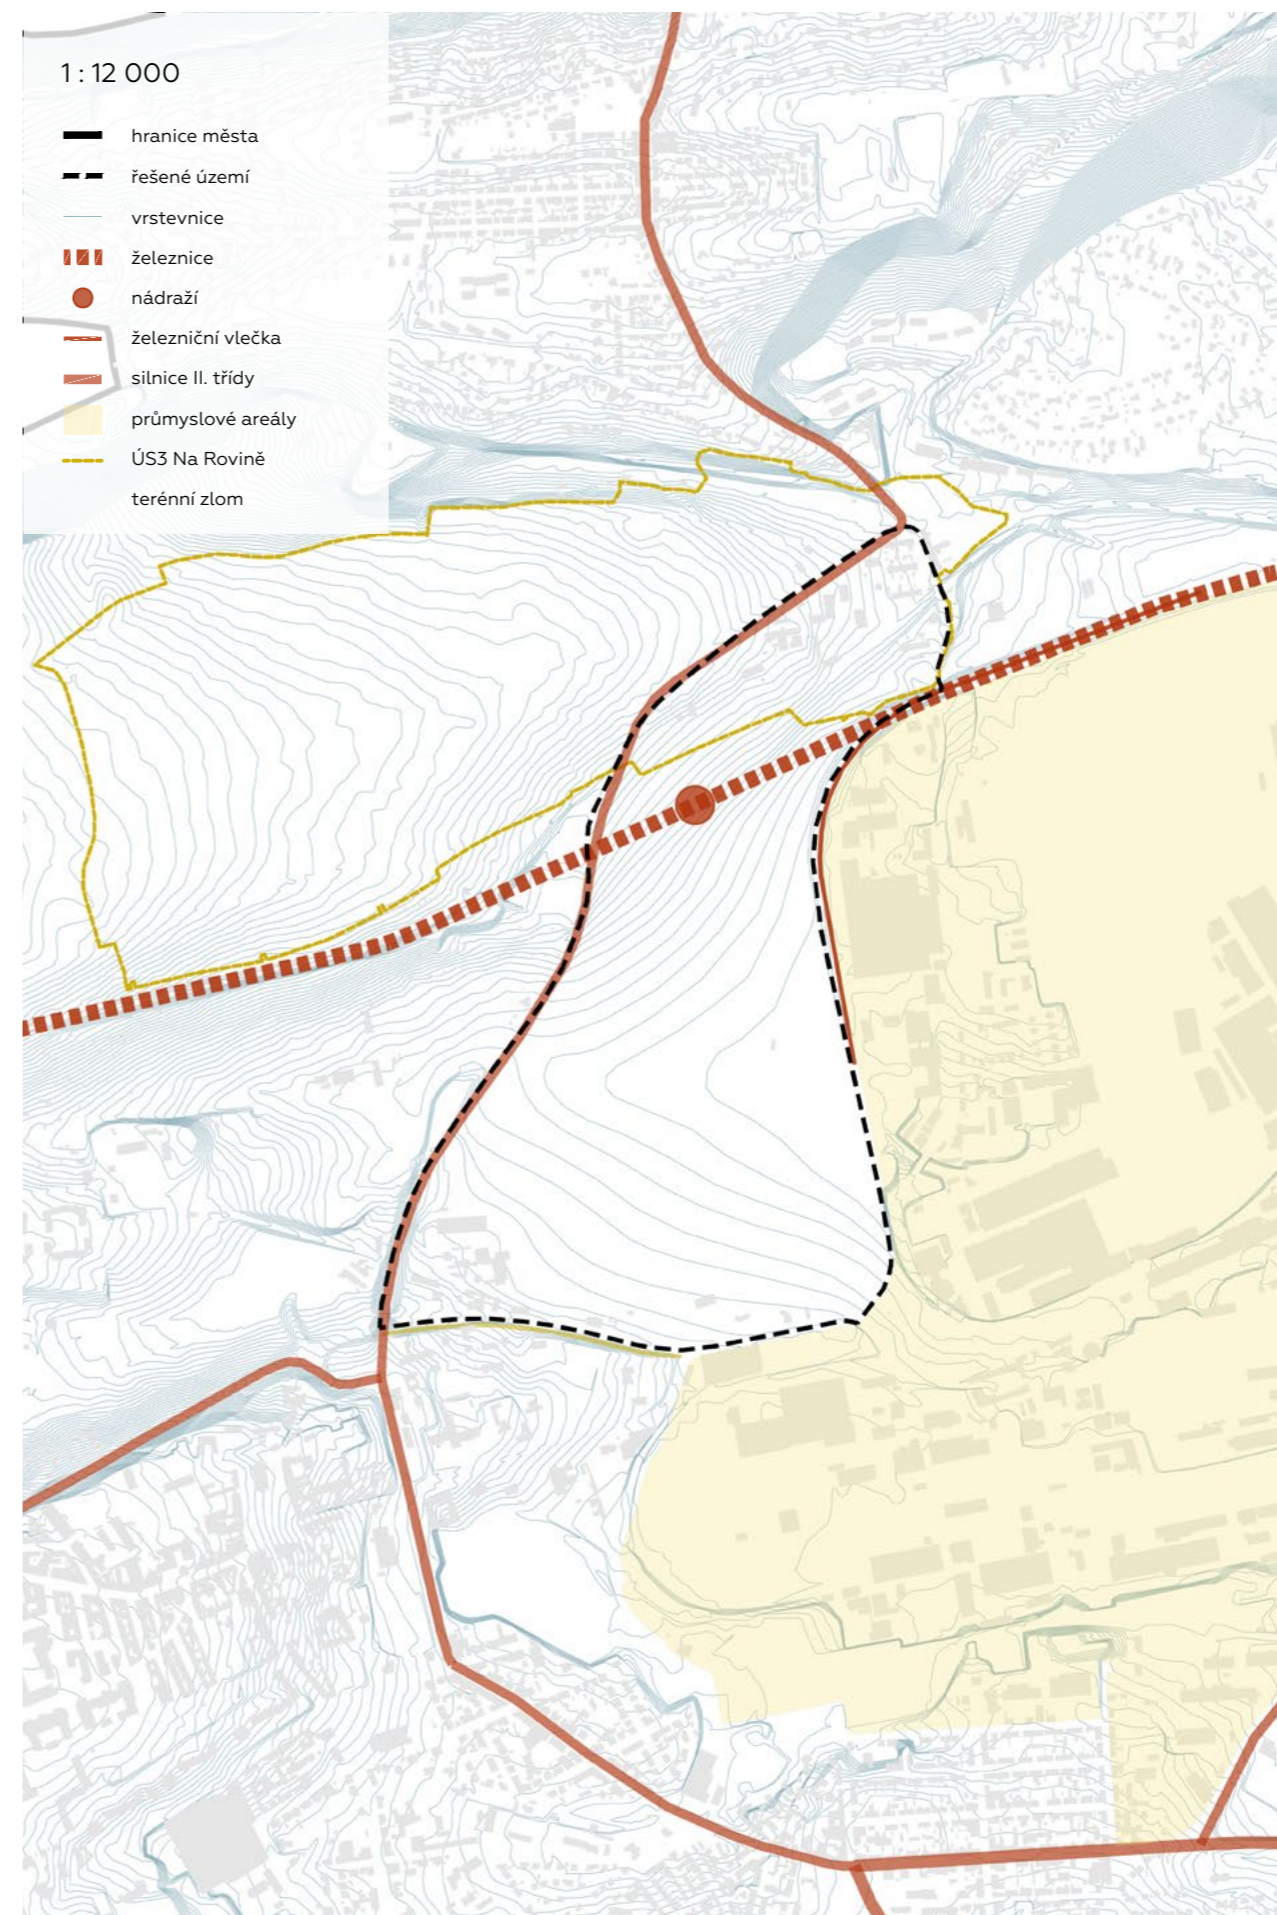 1 : 12 000
hranice města
řešené území
vrstevnice
železnice
nádraží
železniční vlečka
silnice II. třídy
průmyslové areály
ÚS3 Na Rovině
terénní zlom